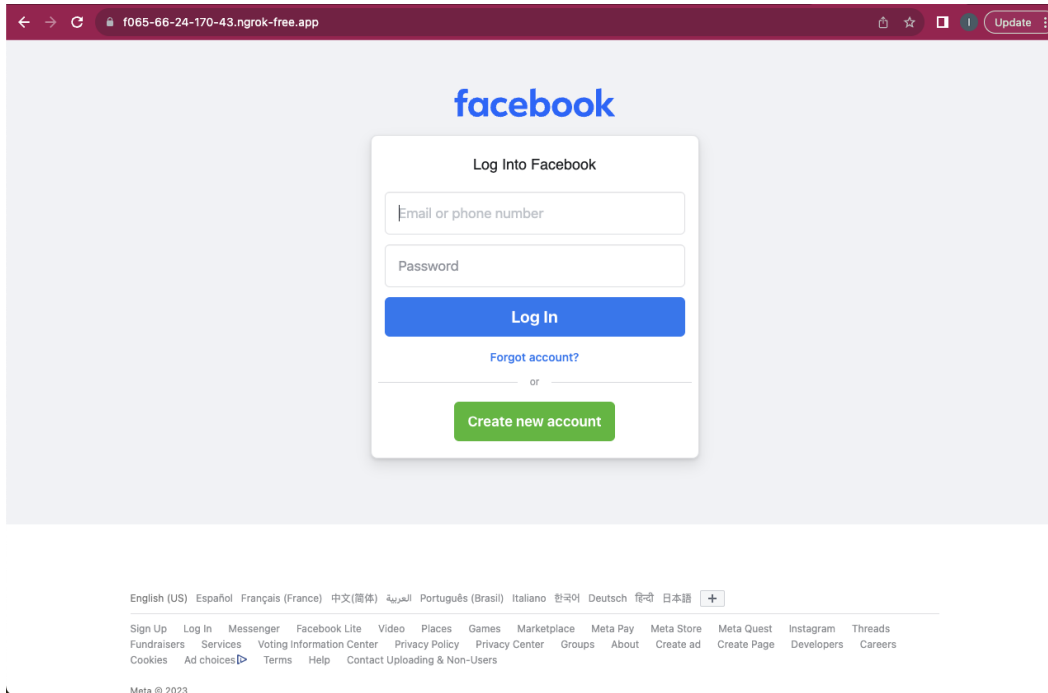 f065-66-24-170-43.ngrok-free.app
Update
facebook
Log Into Facebook
Email or phone number
Password
Log In
Forgot account?
or
Create new account
English (US) Español Français (France) 中文(简体) العربية Português (Brasil) Italiano 한국어 Deutsch हिन्दी 日本語 +
Sign Up Log In Messenger Facebook Lite Video Places Games Marketplace Meta Pay Meta Store Meta Quest Instagram Threads
Fundraisers Services Voting Information Center Privacy Policy Privacy Center Groups About Create ad Create Page Developers Careers
Cookies Ad choices Terms Help Contact Uploading & Non-Users
Meta © 2023